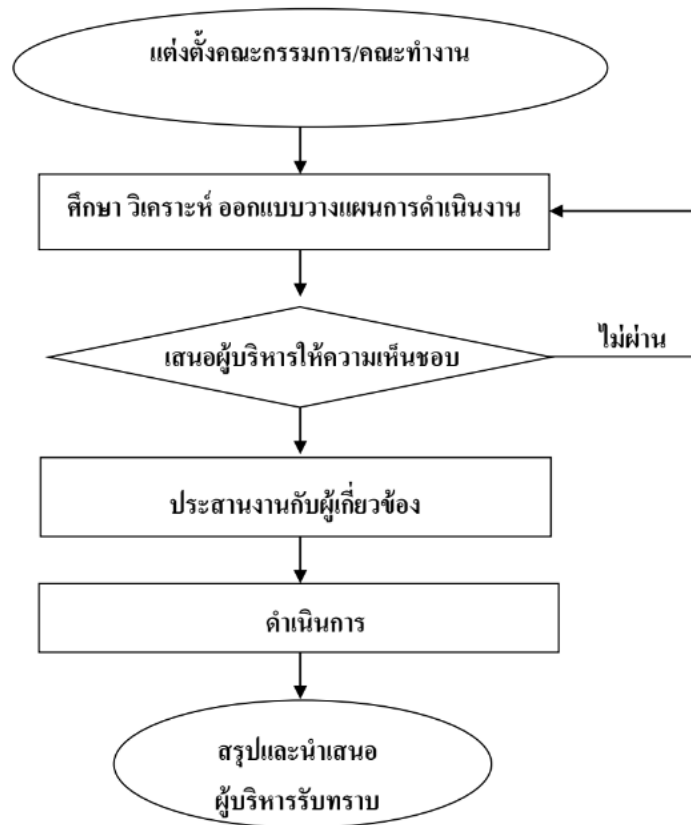 แต่งตั้งคณะกรรมการ/คณะทำงาน
ศึกษา วิเคราะห์ ออกแบบวางแผนการดำเนินงาน
ไม่ผ่าน
เสนอผู้บริหารให้ความเห็นชอบ
ประสานงานกับผู้เกี่ยวข้อง
ดำเนินการ
สรุปและนำเสนอ
ผู้บริหารรับทราบ